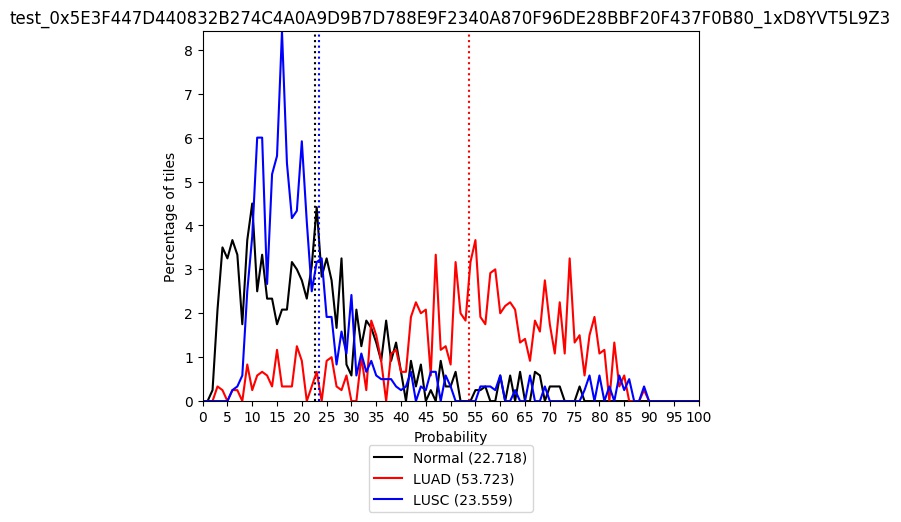 test_0x5E3F447D440832B274C4A0A9D9B7D788E9F2340A870F96DE28BBF20F437F0B80_1xD8YVT5L9Z3
8
7
6
5
4
3
2
1
0
Percentage of tiles
0 5 10 15 20 25 30 35 40 45 50 55 60 65 70 75 80 85 90 95 100
Probability
Normal (22.718)
LUAD (53.723)
LUSC (23.559)